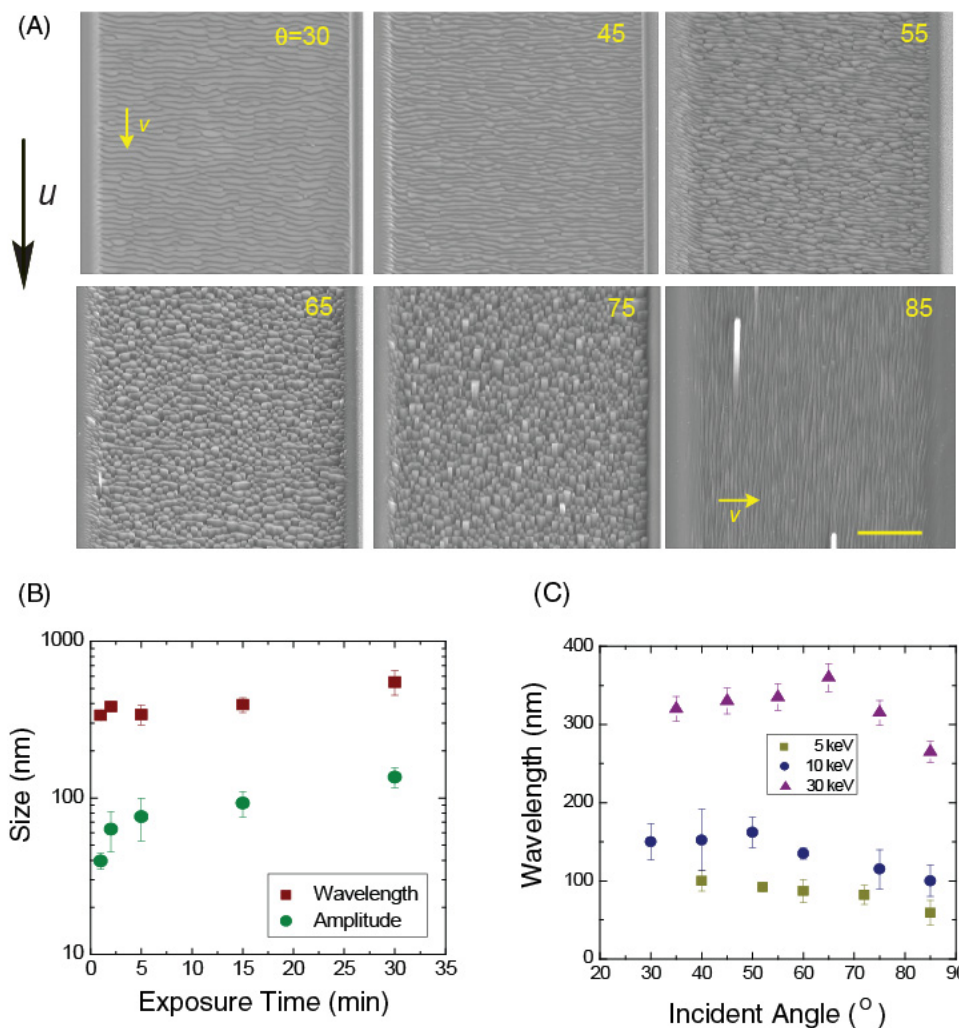 (A)
θ=30
45
55
v
u
65
75
85
v
(B)
(C)
1000
100
10
0
5
10
15
20
25
30
35
Size (nm)
Exposure Time (min)
Wavelength
Amplitude
400
300
200
100
0
20
30
40
50
60
70
80
90
Wavelength (nm)
Incident Angle (°)
5 keV
10 keV
30 keV